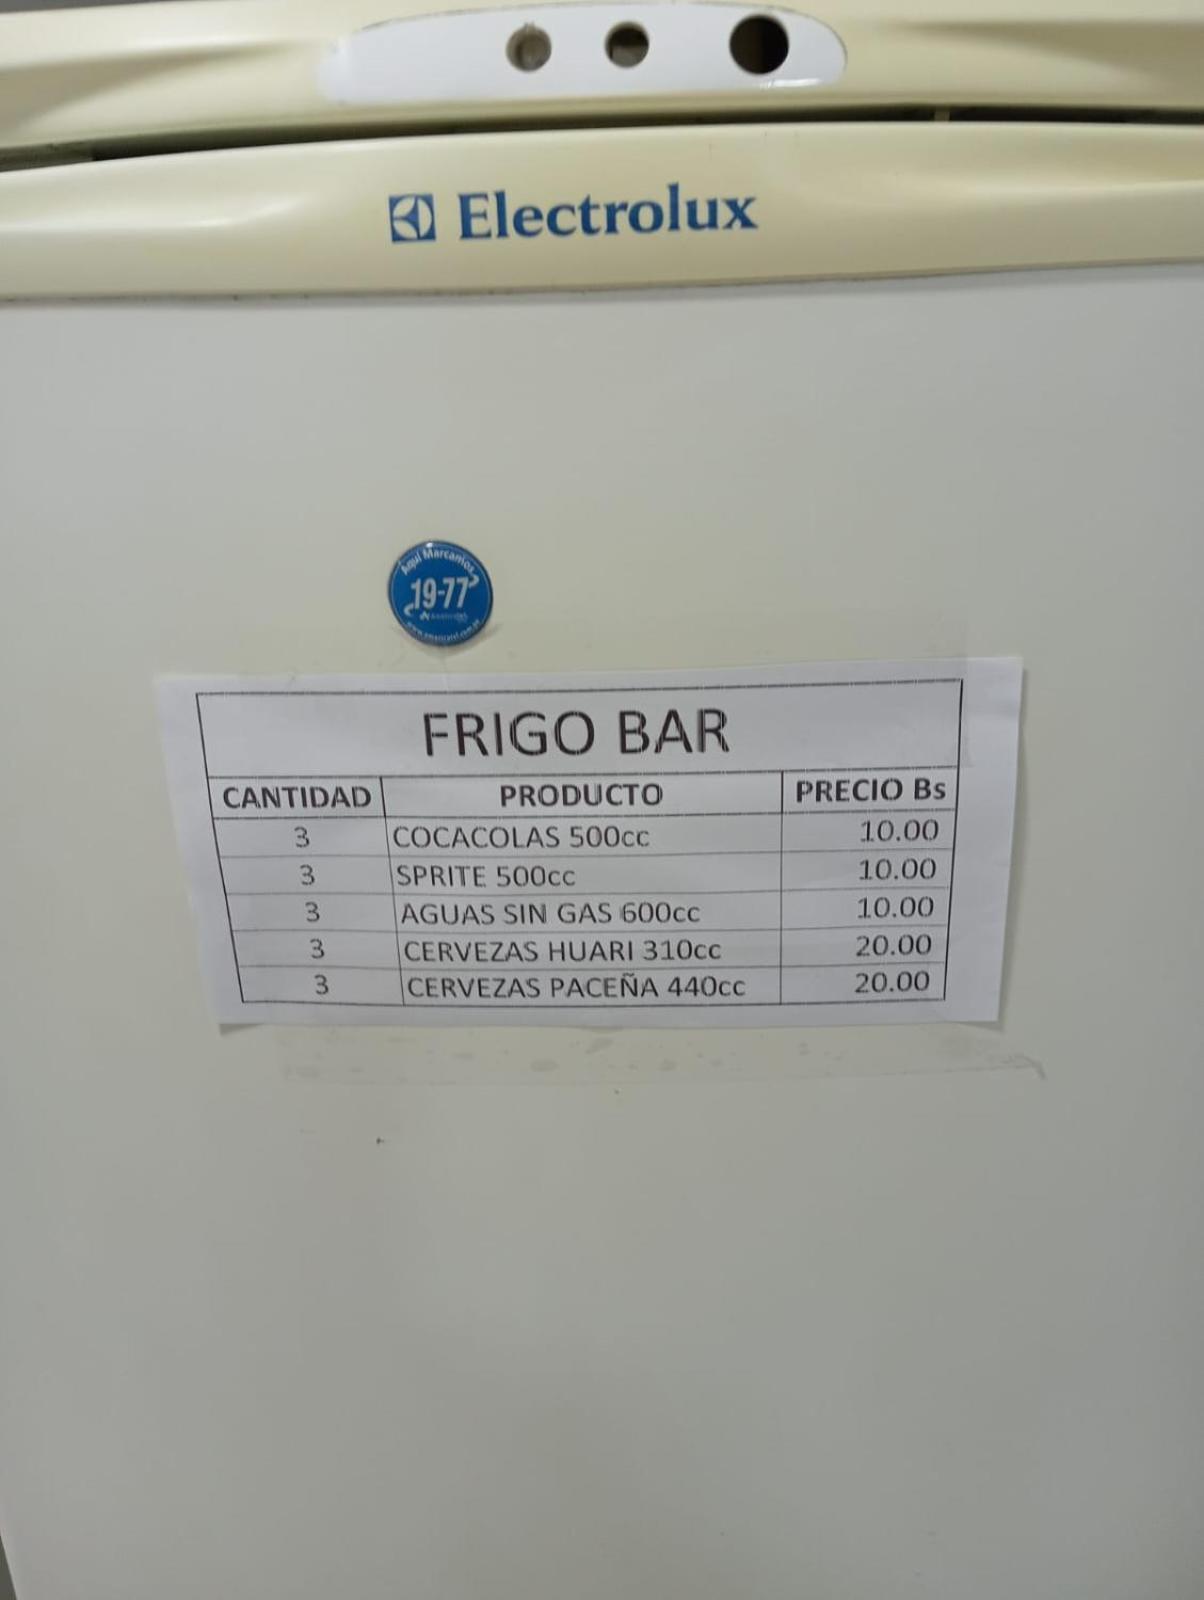 Electrolux
Aquí Marcamos
19-77
FRIGO BAR
CANTIDAD PRODUCTO PRECIO Bs
3 COCACOLAS 500cc 10.00
3 SPRITE 500cc 10.00
3 AGUAS SIN GAS 600cc 10.00
3 CERVEZAS HUARI 310cc 20.00
3 CERVEZAS PACEÑA 440cc 20.00